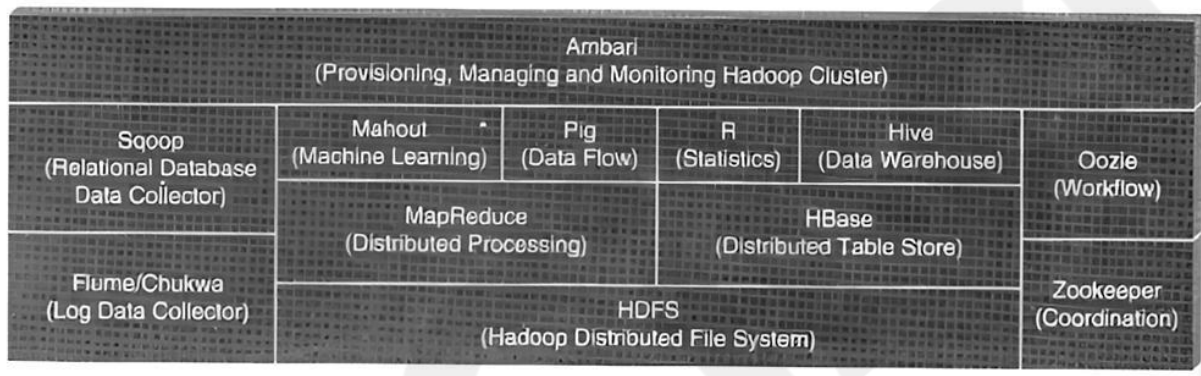 Ambari
(Provisioning, Managing and Monitoring Hadoop Cluster)
Sqoop
(Relational Database
Data Collector)
Mahout
(Machine Learning)
Pig
(Data Flow)
R
(Statistics)
Hive
(Data Warehouse)
Oozie
(Workflow)
MapReduce
(Distributed Processing)
HBase
(Distributed Table Store)
Flume/Chukwa
(Log Data Collector)
HDFS
(Hadoop Distributed File System)
Zookeeper
(Coordination)